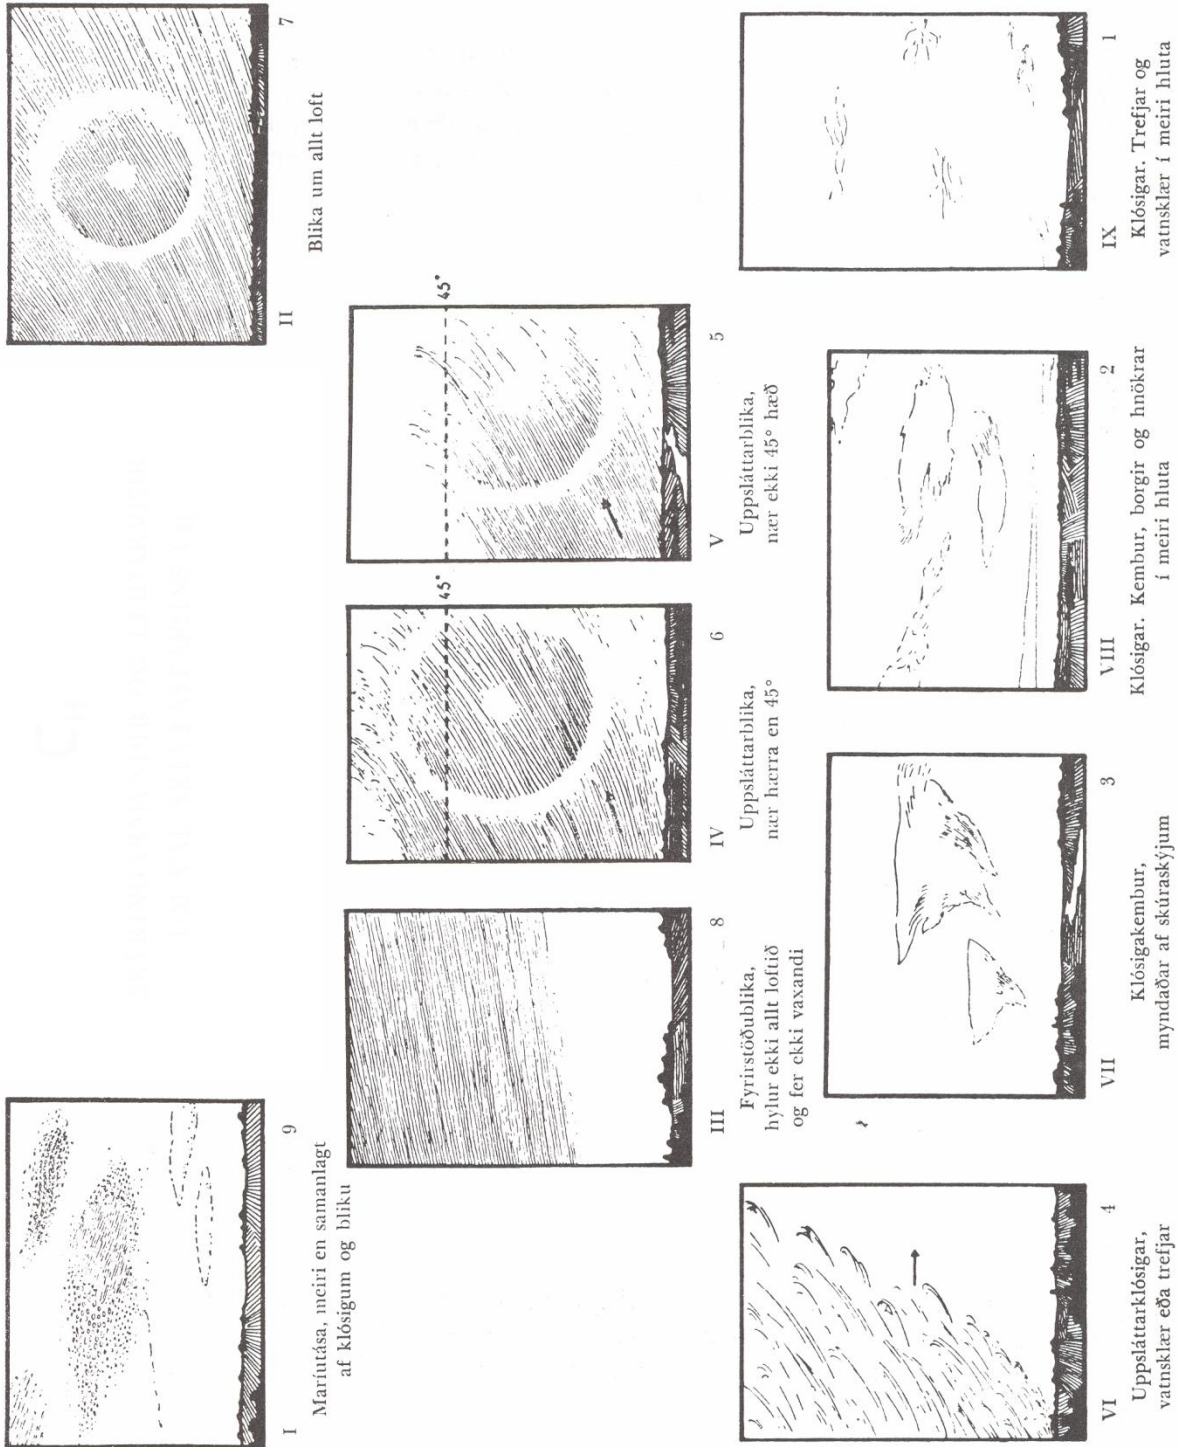 I 9
Maríutása, meiri en samanlagt
af klósigum og bliku
II 7
Blika um allt loft
III 8
Fyrirstöðublika,
hylur ekki allt loftið
og fer ekki vaxandi
45°
IV 6
Uppsláttarblika,
nær hærra en 45°
45°
V 5
Uppsláttarblika,
nær ekki 45° hæð
VI 4
Uppsláttarklósigar,
vatnsklær eða trefjar
VII 3
Klósigakembur,
myndaðar af skúraskýjum
VIII 2
Klósigar. Kembur, borgir og hnökrar
í meiri hluta
IX 1
Klósigar. Trefjar og
vatnsklær í meiri hluta